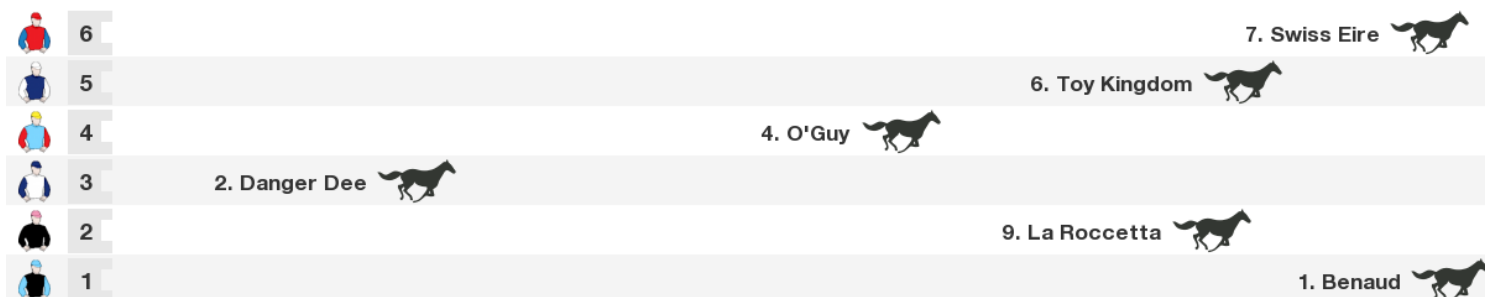 6 7. Swiss Eire
5 6. Toy Kingdom
4 4. O'Guy
3 2. Danger Dee
2 9. La Roccetta
1 1. Benaud